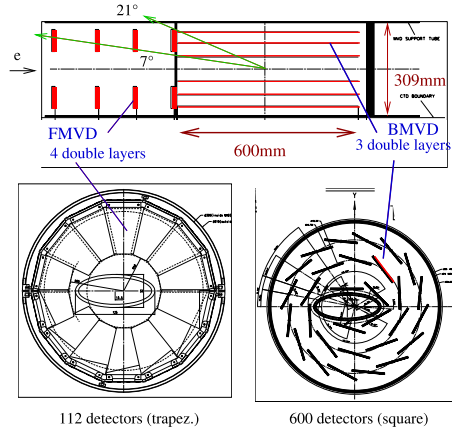 21°
MVD SUPPORT TUBE
e
7°
309mm
CTD BOUNDARY
FMVD
BMVD
4 double layers
3 double layers
600mm
Y
112 detectors (trapez.)
600 detectors (square)